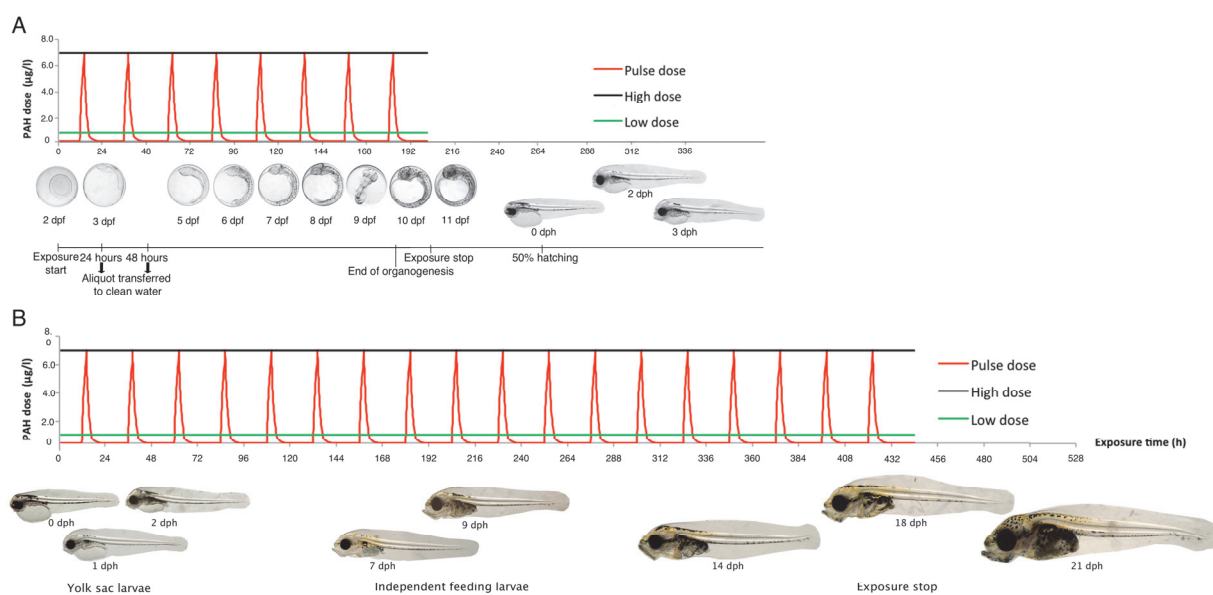 A
8.0
6.0
4.0
2.0
0
PAH dose (µg/l)
Pulse dose
High dose
Low dose
0 24 40 72 96 120 144 168 192 216 240 264 288 312 336
2 dpf 3 dpf 5 dpf 6 dpf 7 dpf 8 dpf 9 dpf 10 dpf 11 dpf 0 dph 2 dph 3 dph
Exposure start
24 hours 48 hours
Aliquot transferred
to clean water
End of organogenesis
Exposure stop
50% hatching
B
8.
0
6.0
4.0
2.0
0
PAH dose (µg/l)
Pulse dose
High dose
Low dose
0 24 48 72 96 120 144 168 192 216 240 264 288 312 336 360 384 408 432 456 480 504 528
Exposure time (h)
0 dph 2 dph
1 dph
9 dph
7 dph
14 dph
18 dph
21 dph
Yolk sac larvae
Independent feeding larvae
Exposure stop